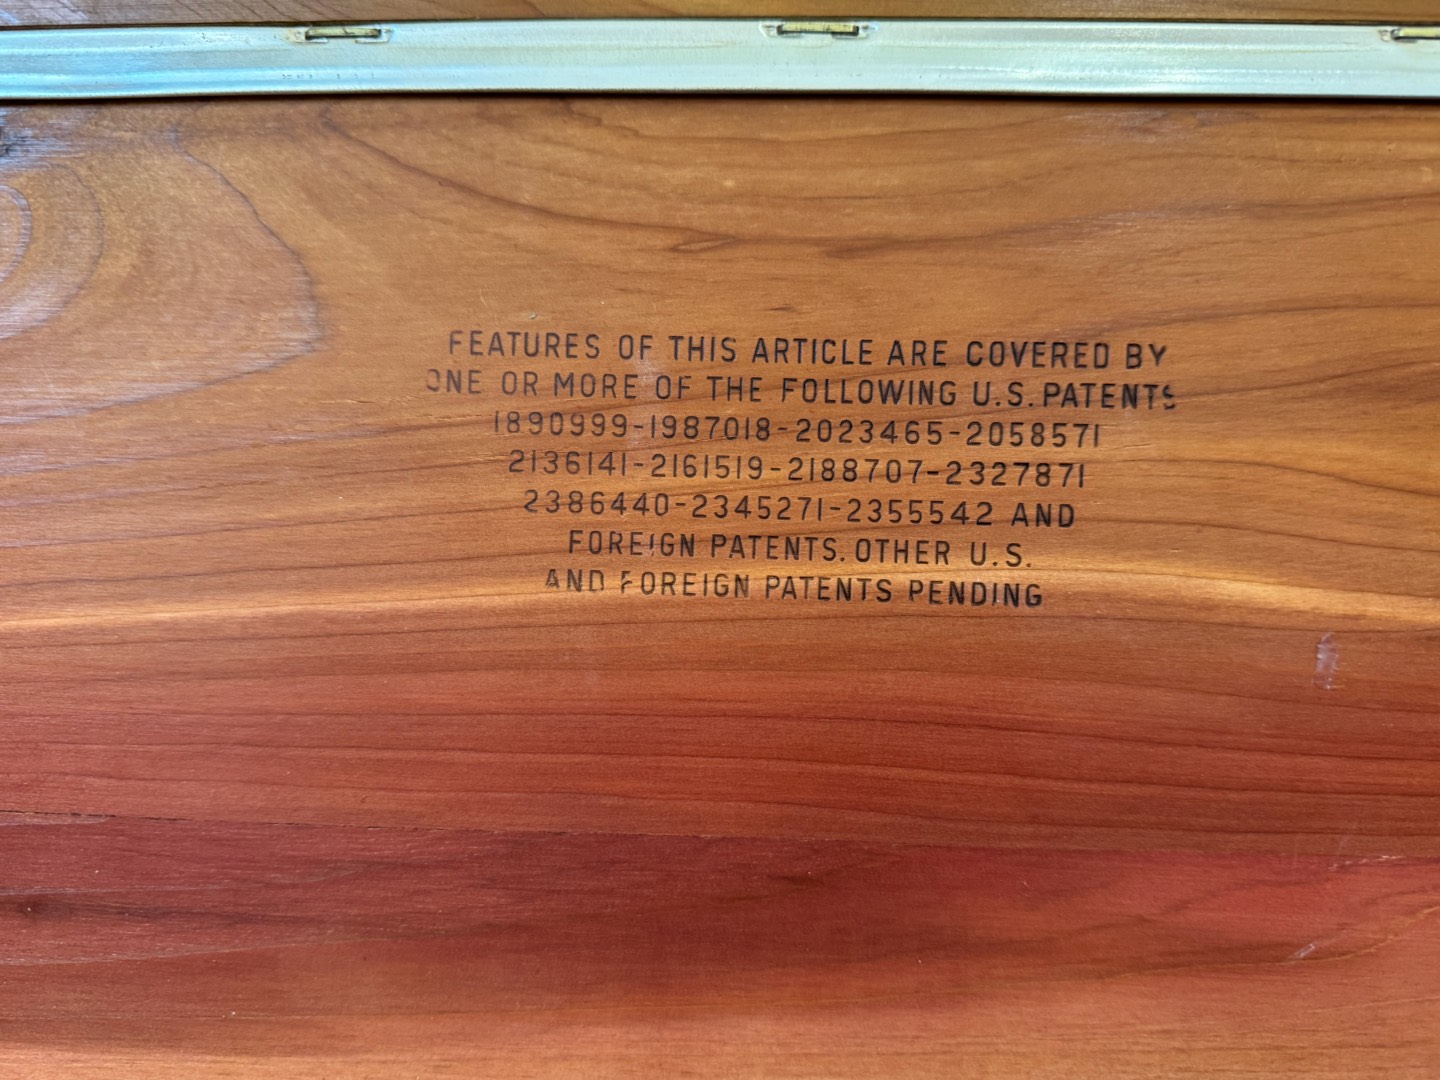 FEATURES OF THIS ARTICLE ARE COVERED BY
ONE OR MORE OF THE FOLLOWING U.S. PATENTS
1890999-1987018-2023465-2058571
2136141-2161519-2188707-2327871
2386440-2345271-2355542 AND
FOREIGN PATENTS. OTHER U.S.
AND FOREIGN PATENTS PENDING